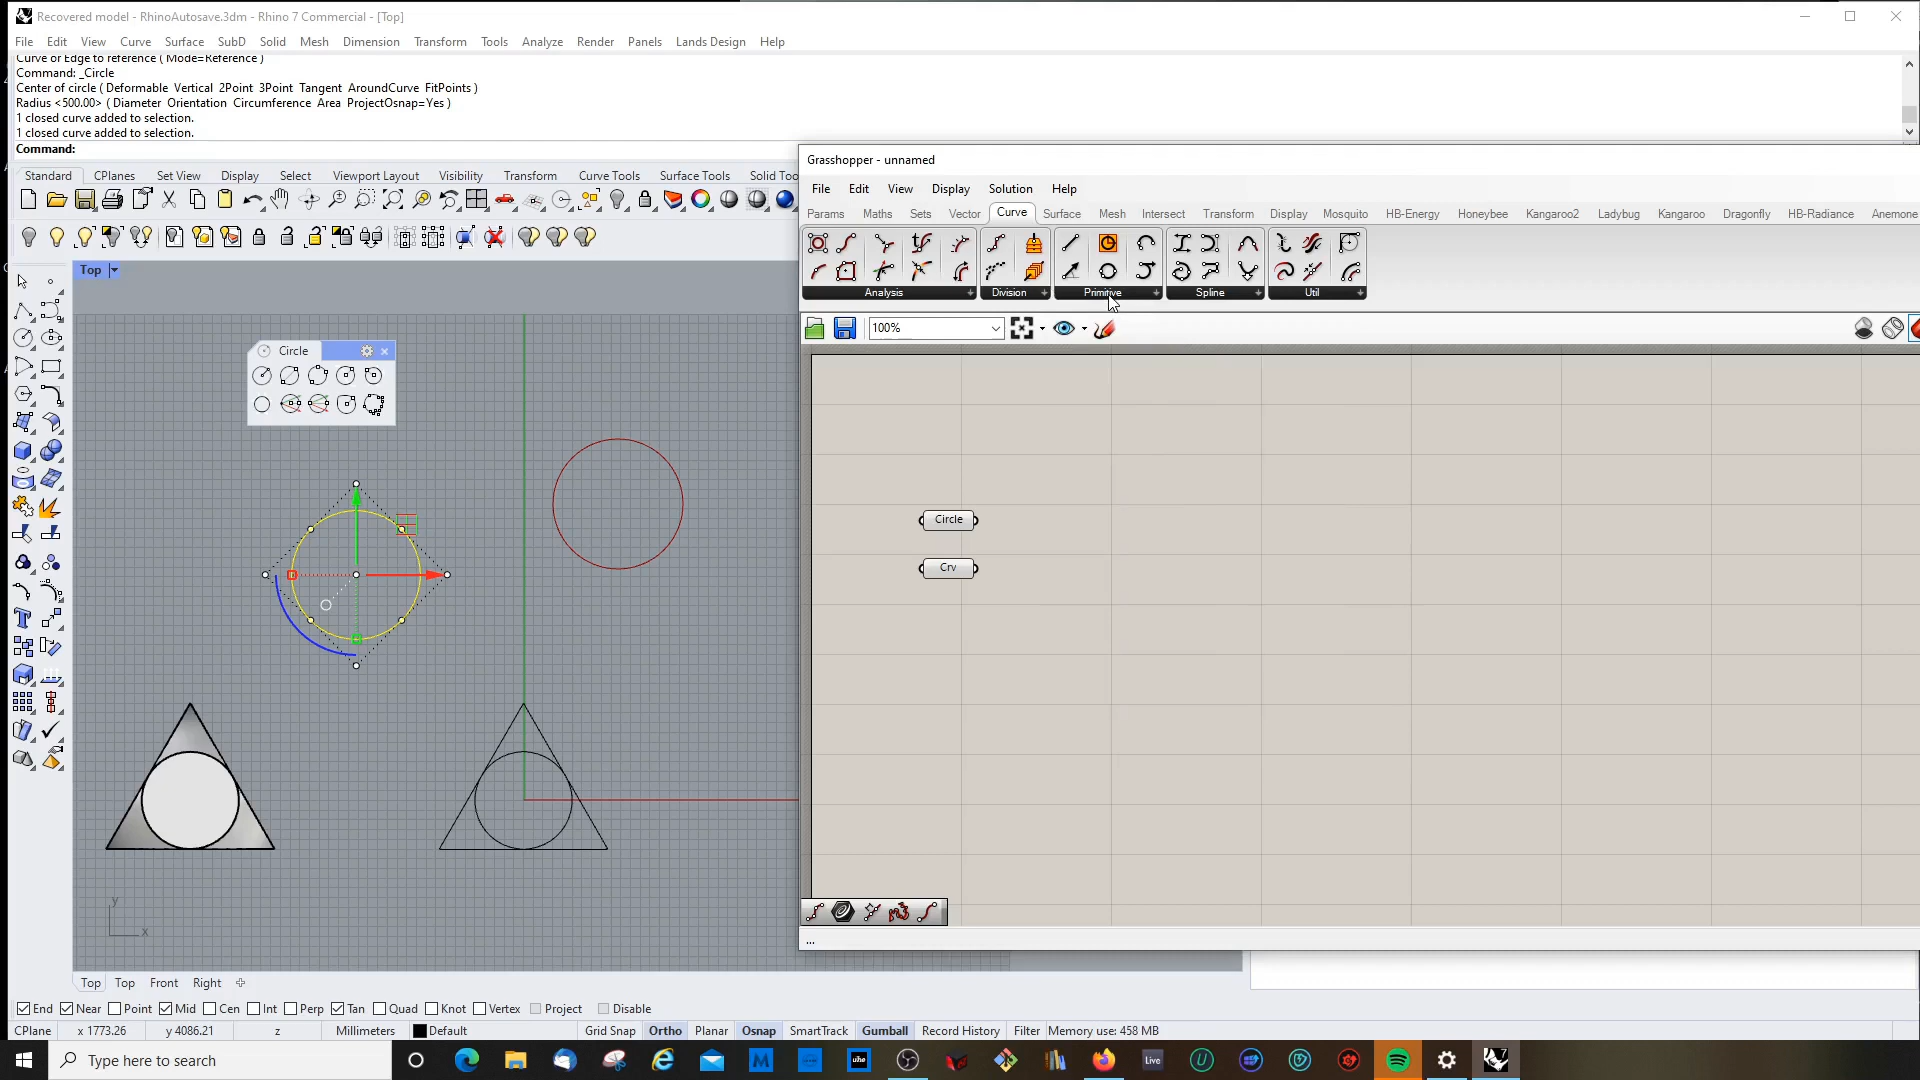 Recovered model - RhinoAutosave.3dm - Rhino 7 Commercial - [Top]
File Edit View Curve Surface SubD Solid Mesh Dimension Transform Tools Analyze Render Panels Lands Design Help
Curve or Edge to reference ( Mode=Reference )
Command: _Circle
Center of circle ( Deformable Vertical 2Point 3Point Tangent AroundCurve FitPoints )
Radius <500.00> ( Diameter Orientation Circumference Area ProjectOsnap=Yes )
1 closed curve added to selection.
1 closed curve added to selection.
Command:
Standard CPlanes Set View Display Select Viewport Layout Visibility Transform Curve Tools Surface Tools Solid To
Grasshopper - unnamed
File Edit View Display Solution Help
Params Maths Sets Vector Curve Surface Mesh Intersect Transform Display Mosquito HB-Energy Honeybee Kangaroo2 Ladybug Kangaroo Dragonfly HB-Radiance Anemone
Analysis Division Primitive Spline Util
100%
Top
Circle
Circle
Crv
y
x
...
Top Top Front Right
End Near Point Mid Cen Int Perp Tan Quad Knot Vertex Project Disable
CPlane x 1773.26 y 4086.21 z Millimeters Default Grid Snap Ortho Planar Osnap SmartTrack Gumball Record History Filter Memory use: 458 MB
Type here to search
uhe
Live